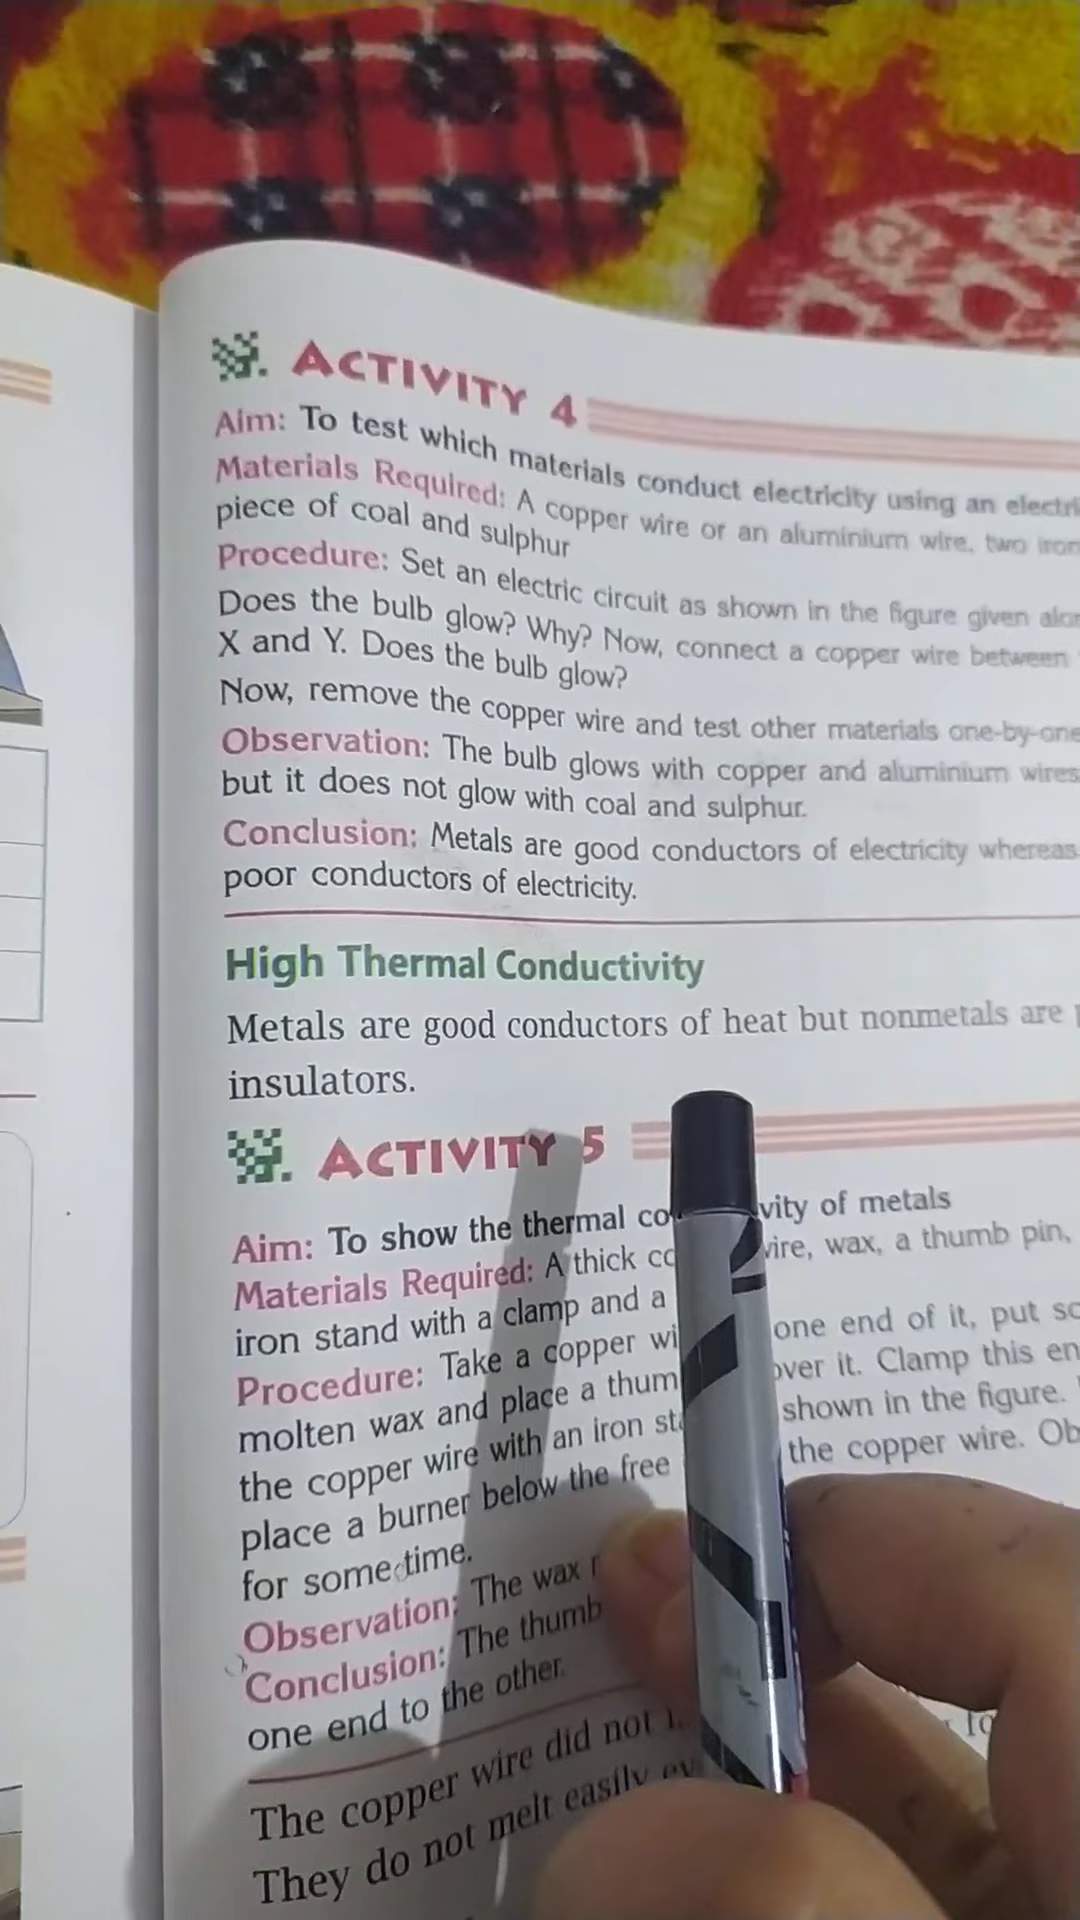 ACTIVITY 4
Aim: To test which materials conduct electricity using an
Materials Required: A copper wire or an aluminium wire, two iron
piece of coal and sulphur
Procedure: Set an electric circuit as shown in the figure given
Does the bulb glow? Why? Now, connect a copper wire between
X and Y. Does the bulb glow?
Now, remove the copper wire and test other materials one-by-one
Observation: The bulb glows with copper and aluminium wires
but it does not glow with coal and sulphur.
Conclusion: Metals are good conductors of electricity whereas
poor conductors of electricity.
High Thermal Conductivity
Metals are good conductors of heat but nonmetals are
insulators.
ACTIVITY 5
Aim: To show the thermal co vity of metals
Materials Required: A thick co ire, wax, a thumb pin,
iron stand with a clamp and a
Procedure: Take a copper wi one end of it, put
molten wax and place a thum over it. Clamp this
the copper wire with an iron shown in the figure.
place a burner below the free the copper wire.
for some time.
Observation: The wax
Conclusion: The thumb
one end to the other.
The copper wire did not
They do not melt easily